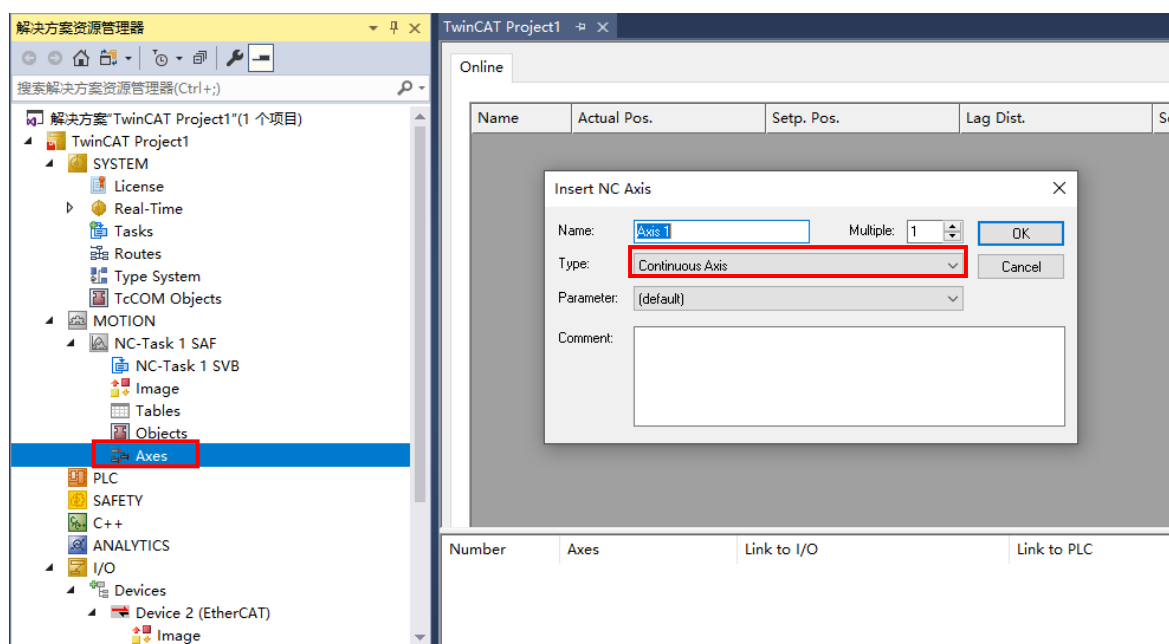 解决方案资源管理器
搜索解决方案资源管理器(Ctrl+;)
解决方案"TwinCAT Project1"(1 个项目)
TwinCAT Project1
SYSTEM
License
Real-Time
Tasks
Routes
Type System
TcCOM Objects
MOTION
NC-Task 1 SAF
NC-Task 1 SVB
Image
Tables
Objects
Axes
PLC
SAFETY
C++
ANALYTICS
I/O
Devices
Device 2 (EtherCAT)
Image
TwinCAT Project1
Online
Name Actual Pos. Setp. Pos. Lag Dist.
Insert NC Axis
Name: Axis 1 Multiple: 1 OK
Type: Continuous Axis Cancel
Parameter: (default)
Comment:
Number Axes Link to I/O Link to PLC